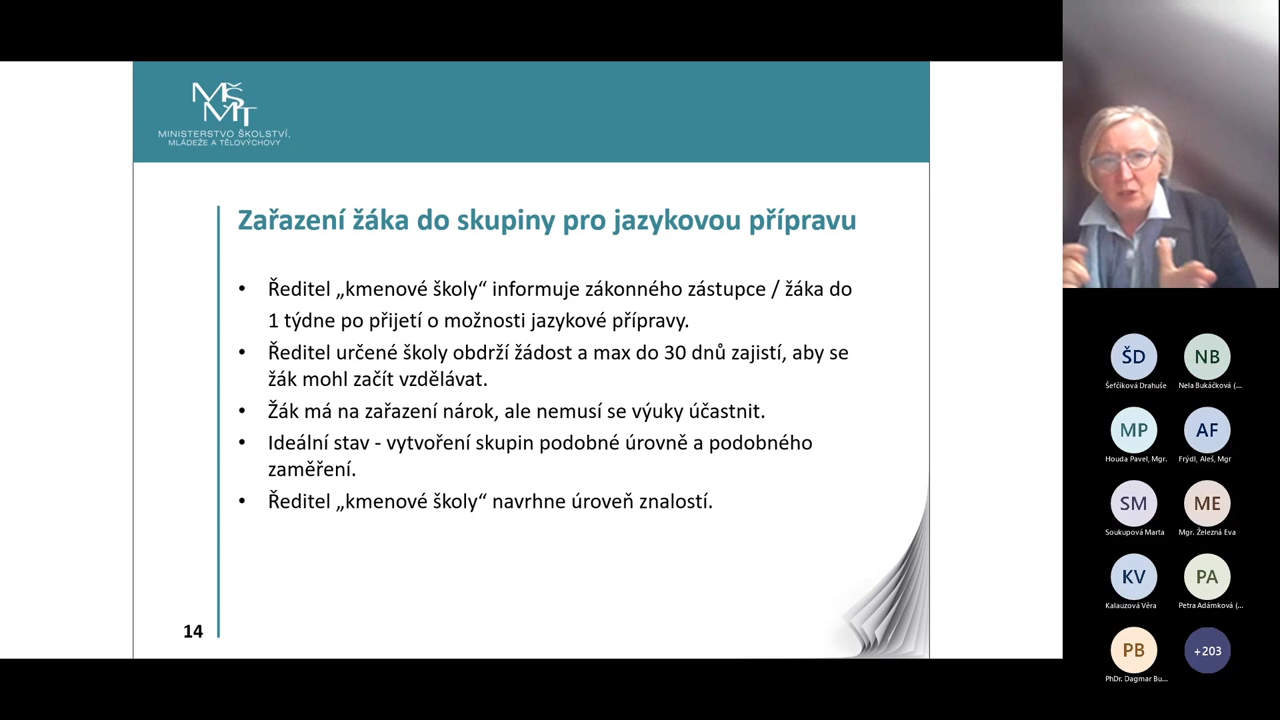 MŠMT
MINISTERSTVO ŠKOLSTVÍ,
MLÁDEŽE A TĚLOVÝCHOVY
Zařazení žáka do skupiny pro jazykovou přípravu
• Ředitel „kmenové školy“ informuje zákonného zástupce / žáka do
1 týdne po přijetí o možnosti jazykové přípravy.
• Ředitel určené školy obdrží žádost a max do 30 dnů zajistí, aby se
žák mohl začít vzdělávat.
• Žák má na zařazení nárok, ale nemusí se výuky účastnit.
• Ideální stav - vytvoření skupin podobné úrovně a podobného
zaměření.
• Ředitel „kmenové školy“ navrhne úroveň znalostí.
14
ŠD NB
Šefčíková Drahuše Nela Bukáčková (...
MP AF
Houda Pavel, Mgr. Frýdl, Aleš, Mgr
SM ME
Soukupová Marta Mgr. Železná Eva
KV PA
Kalauzová Věra Petra Adámková (...
PB +203
PhDr. Dagmar Bu...